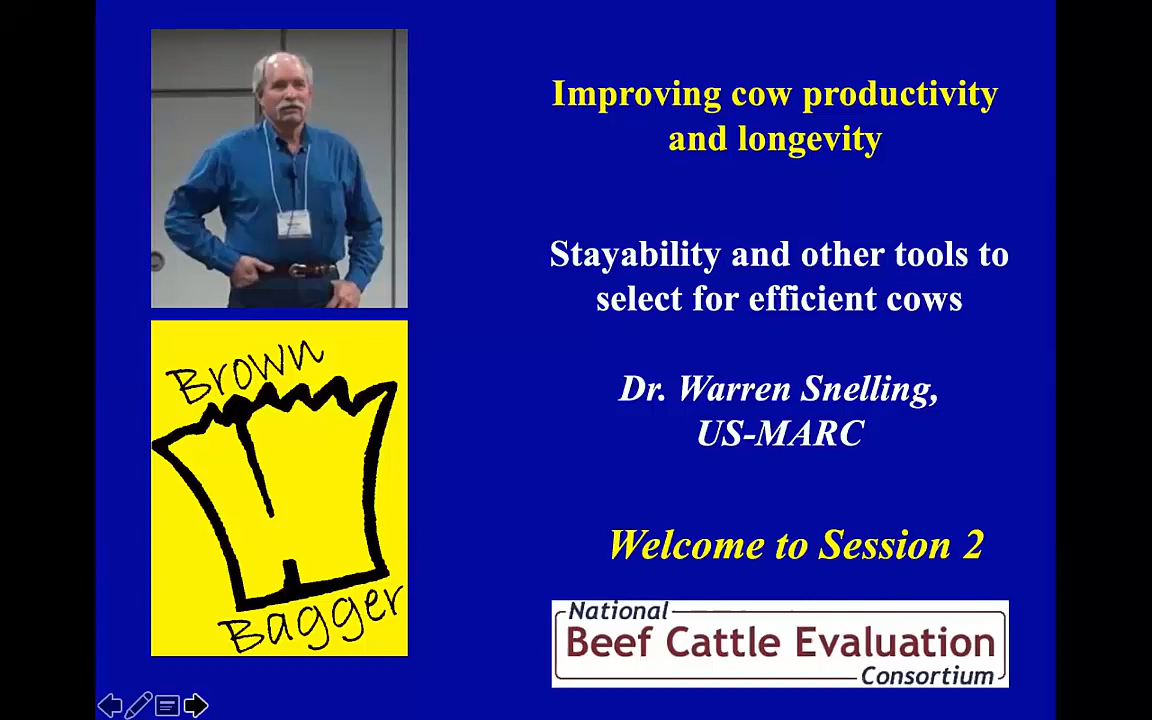 Improving cow productivity
and longevity
Stayability and other tools to
select for efficient cows
Dr. Warren Snelling,
US-MARC
Welcome to Session 2
Brown
Bagger
National
Beef Cattle Evaluation
Consortium